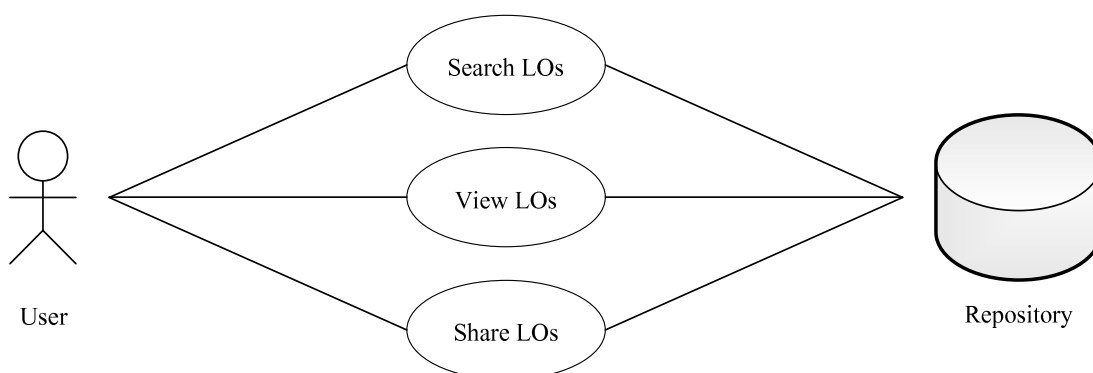 Search LOs
View LOs
Share LOs
User
Repository